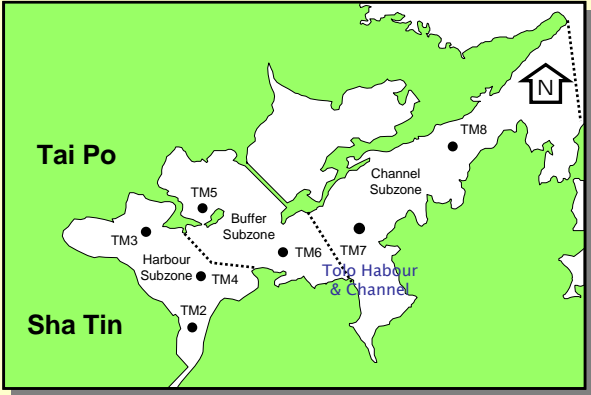 N
TM8
Tai Po
Channel
Subzone
TM5
Buffer
Subzone
TM3
TM6
TM7
Harbour
Subzone
Tolo Habour
& Channel
TM4
TM2
Sha Tin